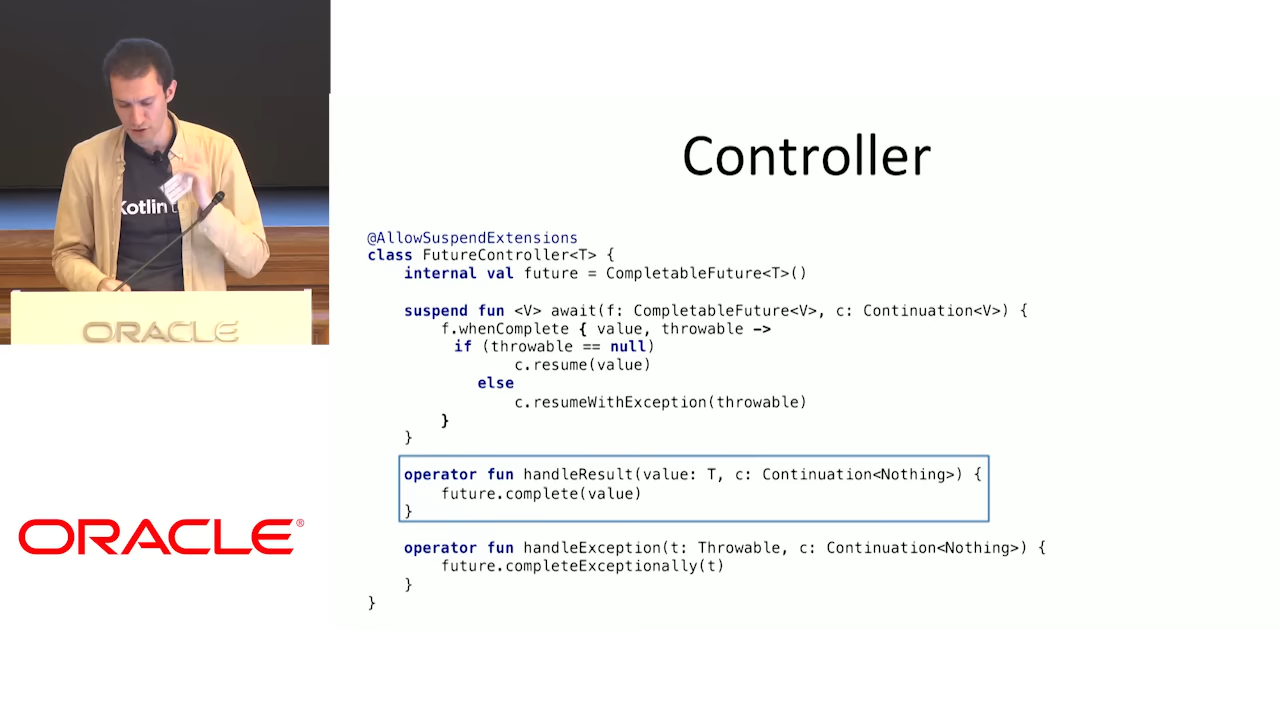 Kotlin
ORACLE
ORACLE®
Controller
@AllowSuspendExtensions
class FutureController<T> {
    internal val future = CompletableFuture<T>()
    suspend fun <V> await(f: CompletableFuture<V>, c: Continuation<V>) {
        f.whenComplete { value, throwable ->
            if (throwable == null)
                c.resume(value)
            else
                c.resumeWithException(throwable)
        }
    }
    operator fun handleResult(value: T, c: Continuation<Nothing>) {
        future.complete(value)
    }
    operator fun handleException(t: Throwable, c: Continuation<Nothing>) {
        future.completeExceptionally(t)
    }
}